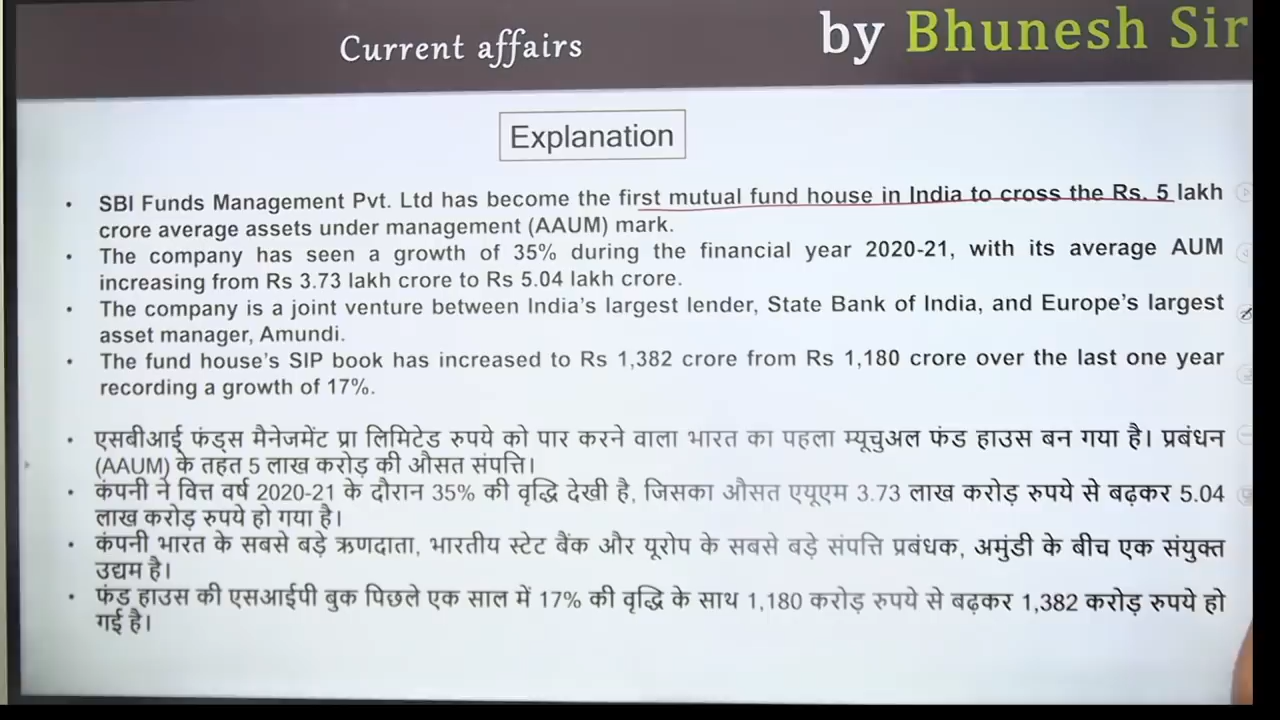 Current affairs
by Bhunesh Sir
Explanation
• SBI Funds Management Pvt. Ltd has become the first mutual fund house in India to cross the Rs. 5 lakh
crore average assets under management (AAUM) mark.
• The company has seen a growth of 35% during the financial year 2020-21, with its average AUM
increasing from Rs 3.73 lakh crore to Rs 5.04 lakh crore.
• The company is a joint venture between India's largest lender, State Bank of India, and Europe's largest
asset manager, Amundi.
• The fund house's SIP book has increased to Rs 1,382 crore from Rs 1,180 crore over the last one year
recording a growth of 17%.
• एसबीआई फंड्स मैनेजमेंट प्रा लिमिटेड रुपये को पार करने वाला भारत का पहला म्यूचुअल फंड हाउस बन गया है। प्रबंधन
(AAUM) के तहत 5 लाख करोड़ की औसत संपत्ति।
• कंपनी ने वित्त वर्ष 2020-21 के दौरान 35% की वृद्धि देखी है, जिसका औसत एयूएम 3.73 लाख करोड़ रुपये से बढ़कर 5.04
लाख करोड़ रुपये हो गया है।
• कंपनी भारत के सबसे बड़े ऋणदाता, भारतीय स्टेट बैंक और यूरोप के सबसे बड़े संपत्ति प्रबंधक, अमुंडी के बीच एक संयुक्त
उद्यम है।
• फंड हाउस की एसआईपी बुक पिछले एक साल में 17% की वृद्धि के साथ 1,180 करोड़ रुपये से बढ़कर 1,382 करोड़ रुपये हो
गई है।